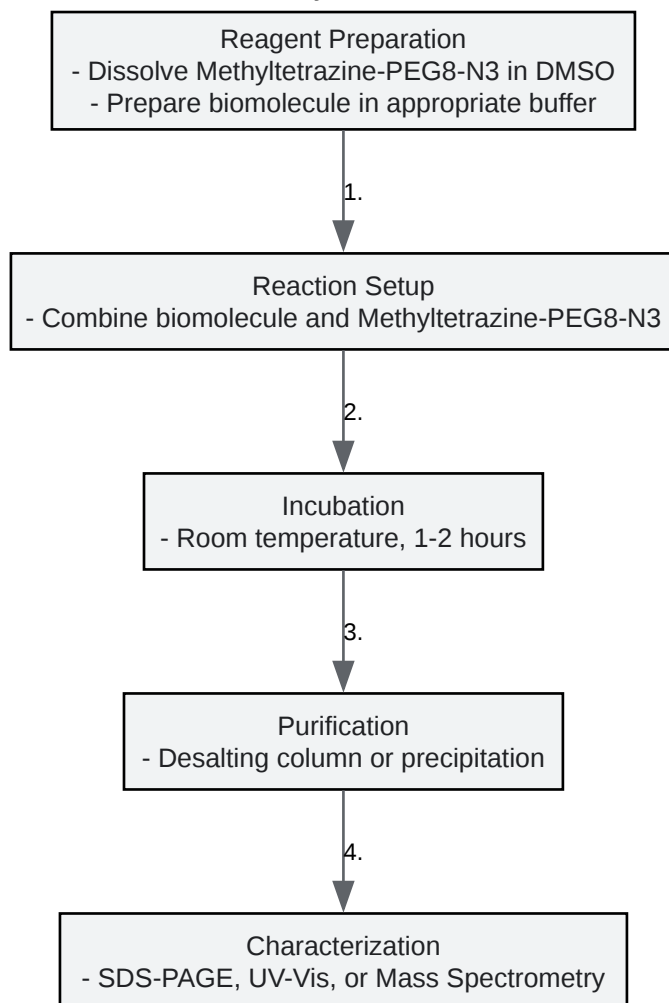 Reagent Preparation
- Dissolve Methyltetrazine-PEG8-N3 in DMSO
- Prepare biomolecule in appropriate buffer
1.
Reaction Setup
- Combine biomolecule and Methyltetrazine-PEG8-N3
2.
Incubation
- Room temperature, 1-2 hours
3.
Purification
- Desalting column or precipitation
4.
Characterization
- SDS-PAGE, UV-Vis, or Mass Spectrometry